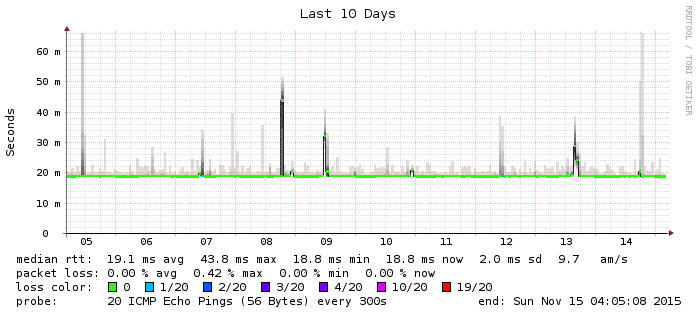 Last 10 Days
RRDTOOL / TOBI OETIKER
Seconds
60 m
50 m
40 m
30 m
20 m
10 m
0
05 06 07 08 09 10 11 12 13 14
median rtt: 19.1 ms avg 43.8 ms max 18.8 ms min 18.8 ms now 2.0 ms sd 9.7 am/s
packet loss: 0.00 % avg 0.42 % max 0.00 % min 0.00 % now
loss color: 0 1/20 2/20 3/20 4/20 10/20 19/20
probe: 20 ICMP Echo Pings (56 Bytes) every 300s end: Sun Nov 15 04:05:08 2015